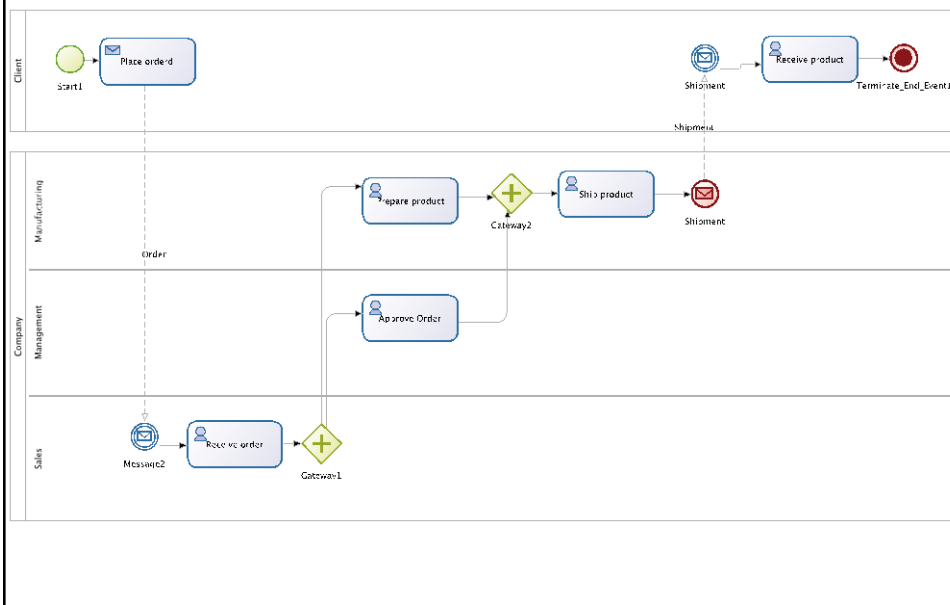 Client
Start1
Place orderd
Shipment
Receive product
Terminate_End_Event1
Shipment
Company
Manufacturing
Prepare product
Gateway2
Ship product
Shipment
Order
Management
Approve Order
Sales
Message2
Receive order
Gateway1